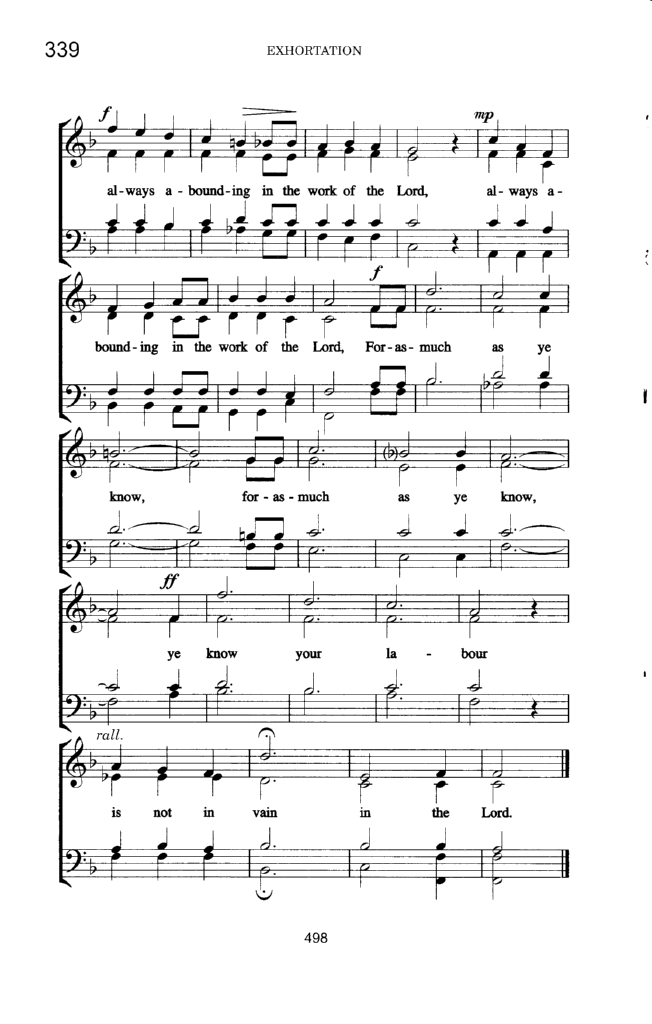 339
EXHORTATION
f
mp
al - ways a - bound - ing in the work of the Lord, al - ways a -
f
bound - ing in the work of the Lord, For - as - much as ye
know, for - as - much as ye know,
ff
ye know your la - bour
rall.
is not in vain in the Lord.
498